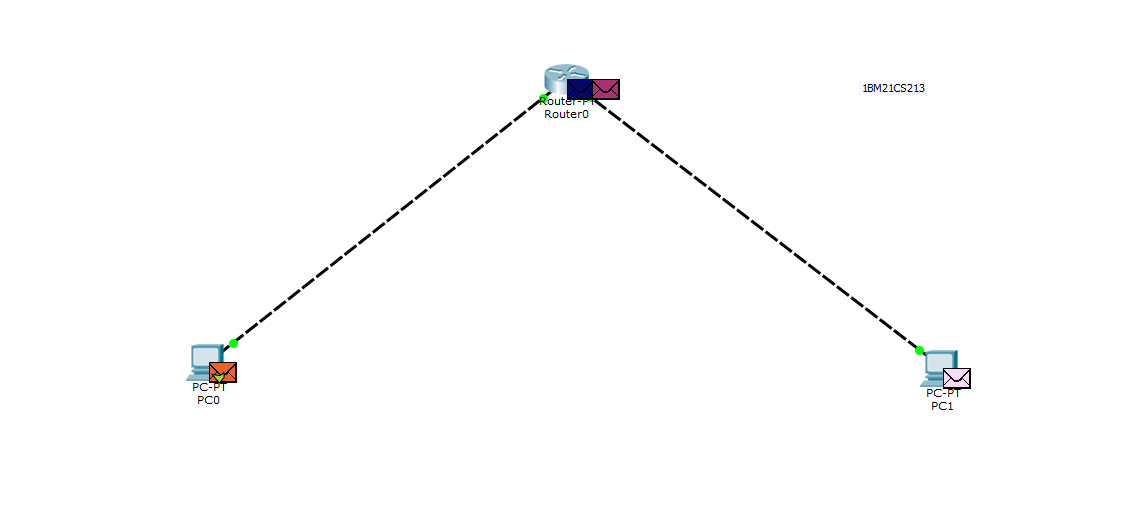 1BM21CS213
Router-PT
Router0
PC-PT
PC0
PC-PT
PC1